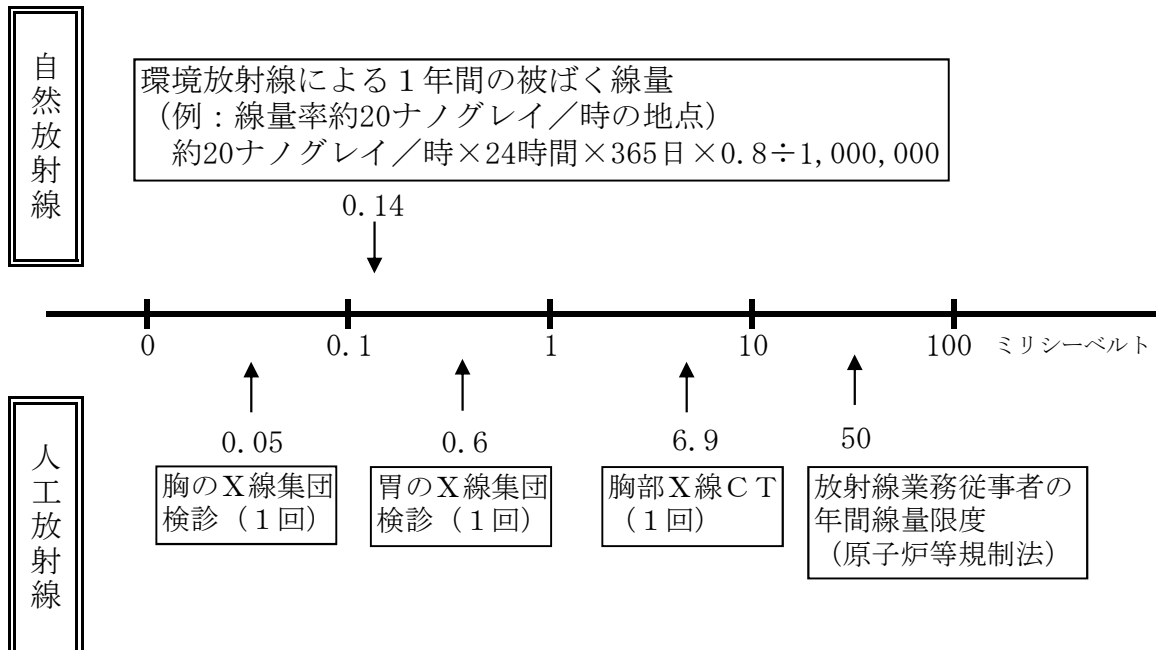 自然放射線
環境放射線による１年間の被ばく線量
（例：線量率約20ナノグレイ／時の地点）
約20ナノグレイ／時×24時間×365日×0.8÷1,000,000
0.14
0
0.1
1
10
100
ミリシーベルト
人工放射線
0.05
胸のＸ線集団
検診（１回）
0.6
胃のＸ線集団
検診（１回）
6.9
胸部Ｘ線ＣＴ
（１回）
50
放射線業務従事者の
年間線量限度
（原子炉等規制法）